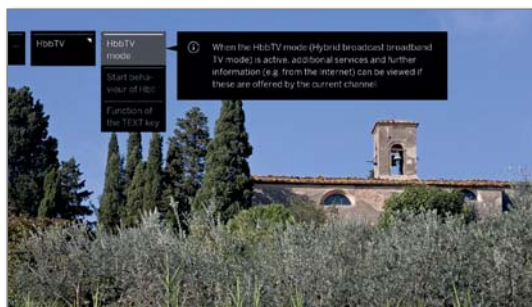 ...
HbbTV
HbbTV
mode
Start beha-
viour of Hbb
Function of
the TEXT key
When the HbbTV mode (Hybrid broadcast broadband
TV mode) is active, additional services and further
information (e.g. from the internet) can be viewed if
these are offered by the current channel.